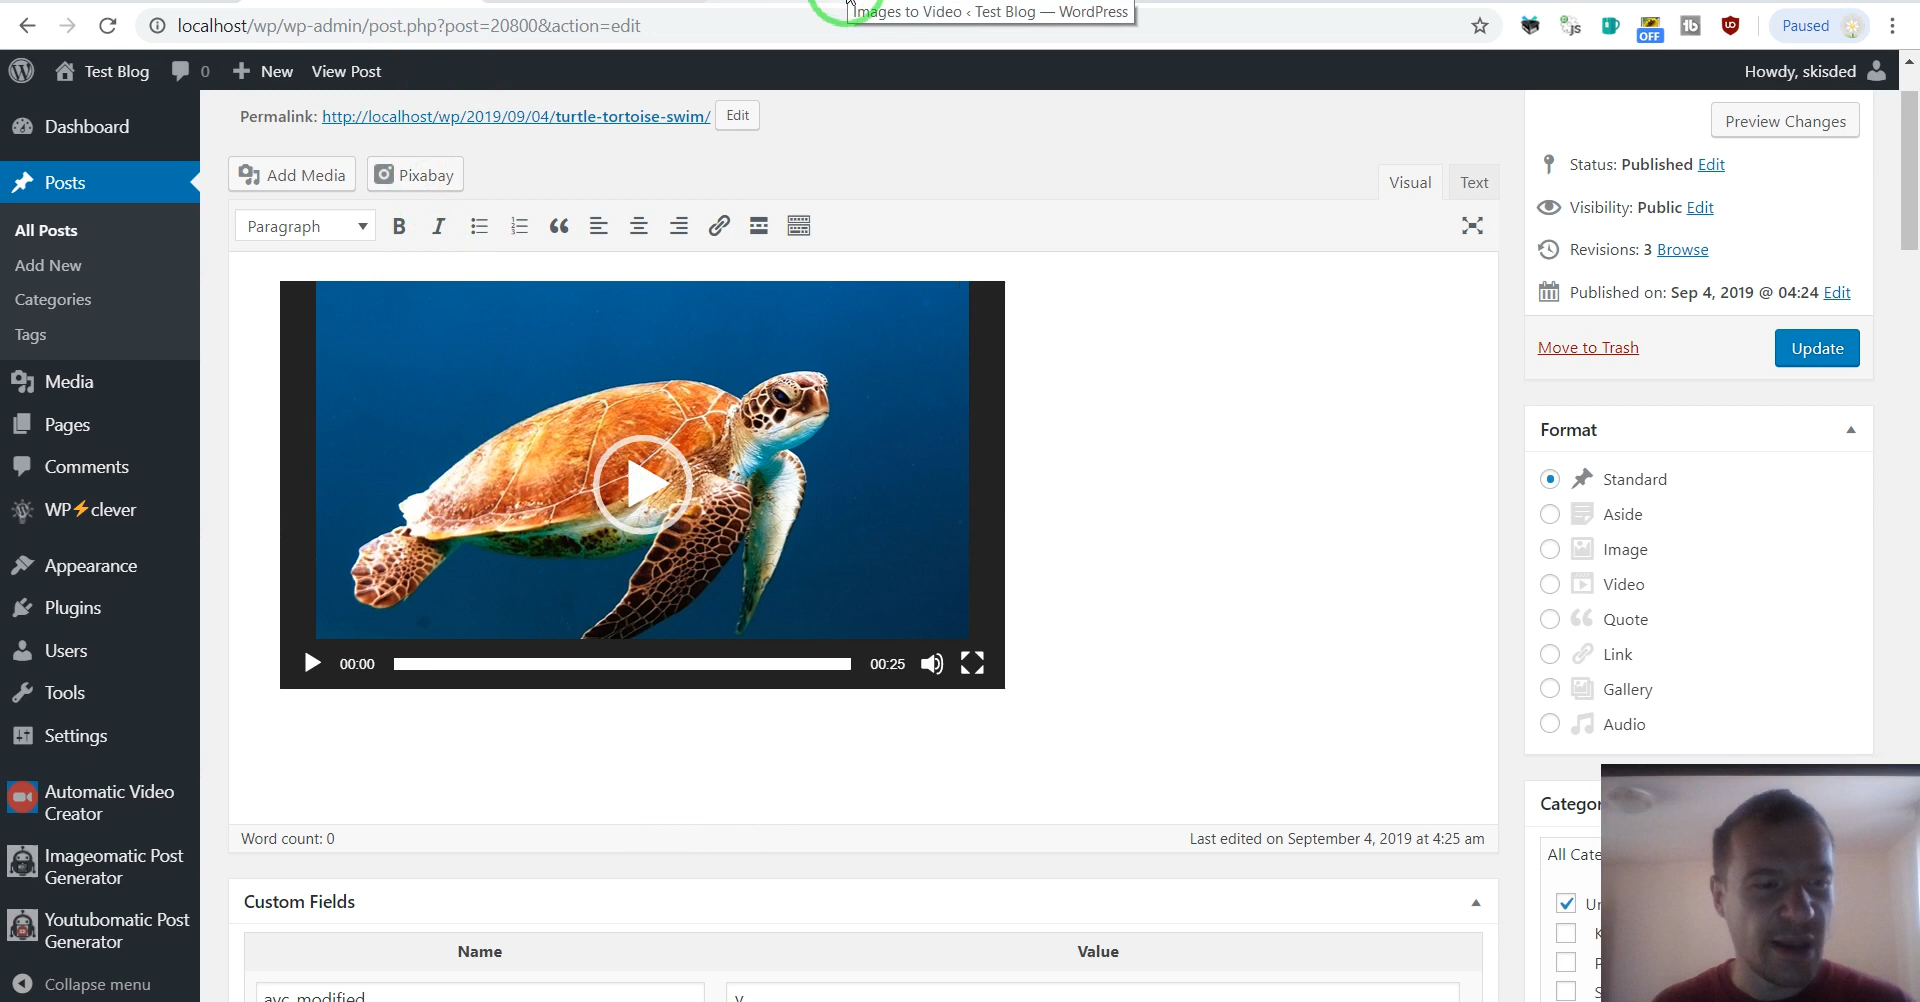 Images to Video ‹ Test Blog — WordPress
localhost/wp/wp-admin/post.php?post=20800&action=edit
JS
OFF
Paused
Test Blog
0
New
View Post
Howdy, skisded
Dashboard
Posts
All Posts
Add New
Categories
Tags
Media
Pages
Comments
WP⚡clever
Appearance
Plugins
Users
Tools
Settings
Automatic Video
Creator
Imageomatic Post
Generator
Youtubomatic Post
Generator
Collapse menu
Permalink: http://localhost/wp/2019/09/04/turtle-tortoise-swim/ Edit
Add Media
Pixabay
Visual
Text
Paragraph
00:00
00:25
Word count: 0
Last edited on September 4, 2019 at 4:25 am
Custom Fields
Name
Value
avc_modified
y
Preview Changes
Status: Published Edit
Visibility: Public Edit
Revisions: 3 Browse
Published on: Sep 4, 2019 @ 04:24 Edit
Move to Trash
Update
Format
Standard
Aside
Image
Video
Quote
Link
Gallery
Audio